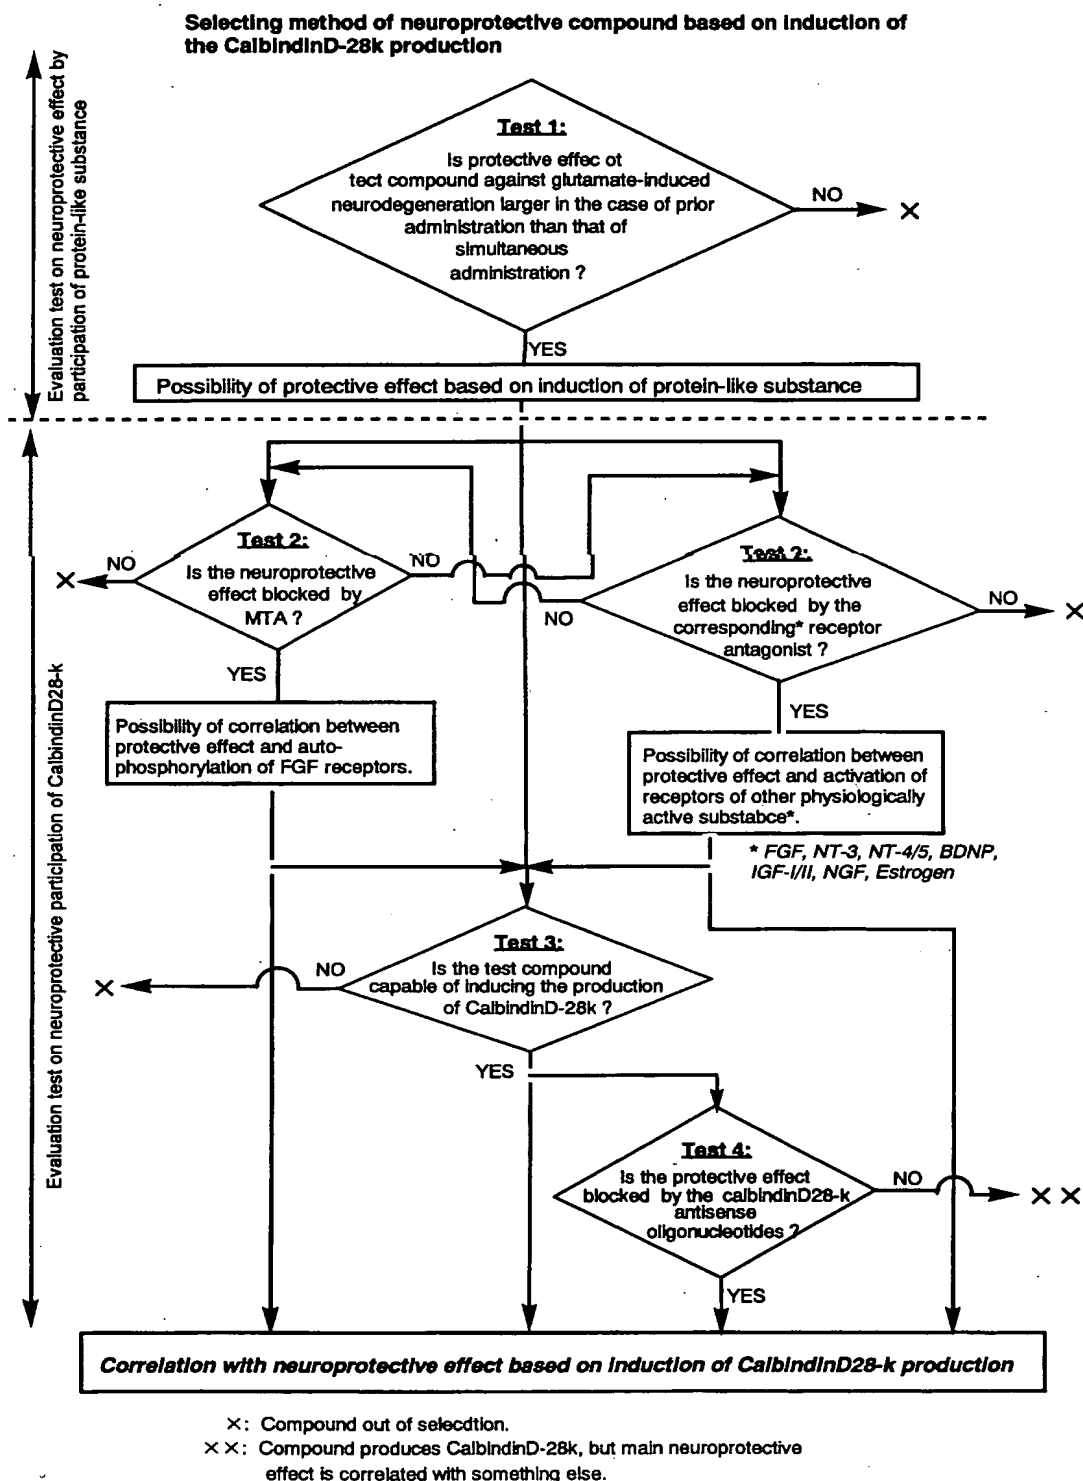 Selecting method of neuroprotective compound based on induction of
the CalbindinD-28k production
Evaluation test on neuroprotective effect by
participation of protein-like substance
Test 1:
Is protective effec ot
tect compound against glutamate-induced
neurodegeneration larger in the case of prior
administration than that of
simultaneous
administration ?
NO
×
YES
Possibility of protective effect based on induction of protein-like substance
Evaluation test on neuroprotective participation of CalbindinD28-k
Test 2:
Is the neuroprotective
effect blocked by
MTA ?
NO
×
NO
YES
Possibility of correlation between
protective effect and auto-
phosphorylation of FGF receptors.
Test 2:
Is the neuroprotective
effect blocked by the
corresponding* receptor
antagonist ?
NO
NO
×
YES
Possibility of correlation between
protective effect and activation of
receptors of other physiologically
active substabce*.
* FGF, NT-3, NT-4/5, BDNP,
IGF-I/II, NGF, Estrogen
Test 3:
Is the test compound
capable of inducing the production
of CalbindinD-28k ?
NO
×
YES
Test 4:
Is the protective effect
blocked by the calbindinD28-k
antisense
oligonucleotides ?
NO
× ×
YES
Correlation with neuroprotective effect based on induction of CalbindinD28-k production
×: Compound out of selecdtion.
× ×: Compound produces CalbindinD-28k, but main neuroprotective
effect is correlated with something else.